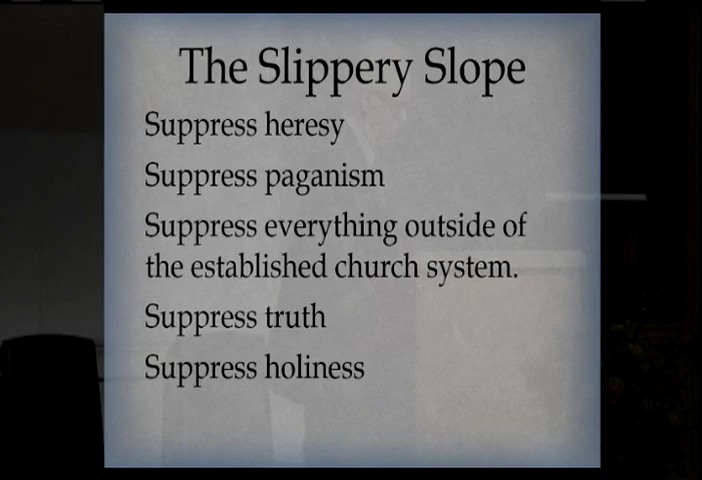 The Slippery Slope
Suppress heresy
Suppress paganism
Suppress everything outside of
the established church system.
Suppress truth
Suppress holiness